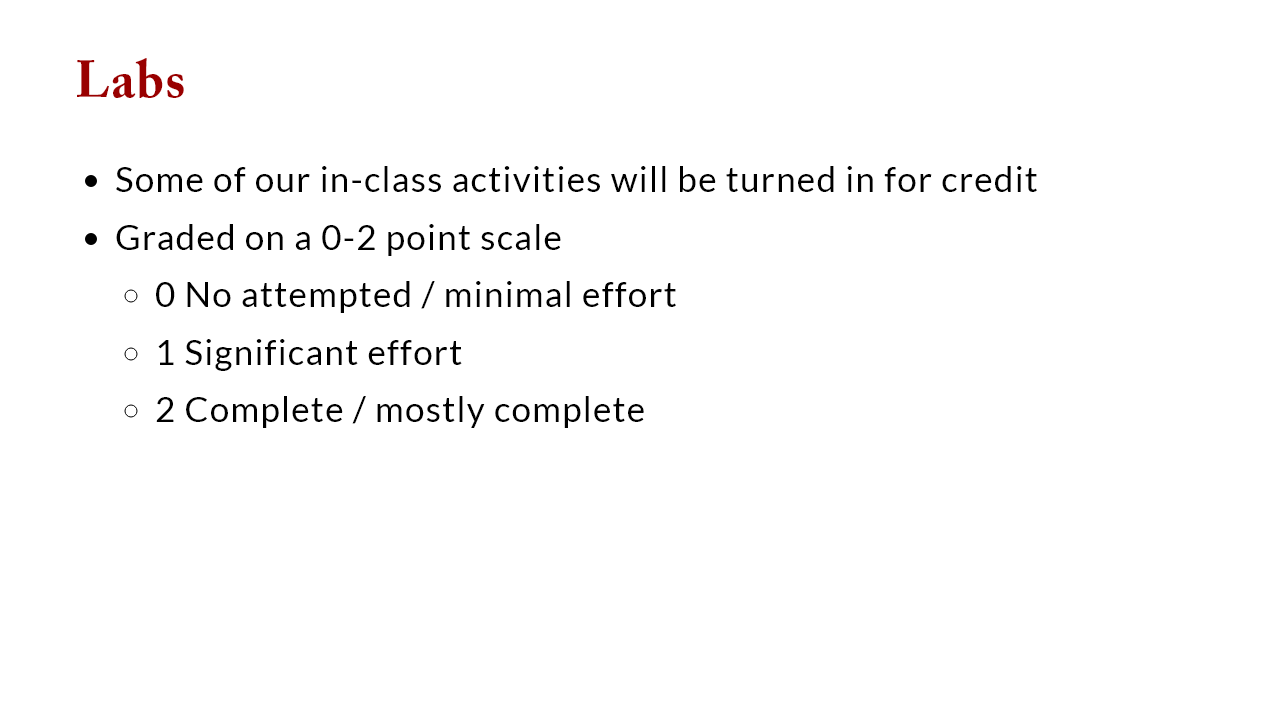 Labs
• Some of our in-class activities will be turned in for credit
• Graded on a 0-2 point scale
◦ 0 No attempted / minimal effort
◦ 1 Significant effort
◦ 2 Complete / mostly complete